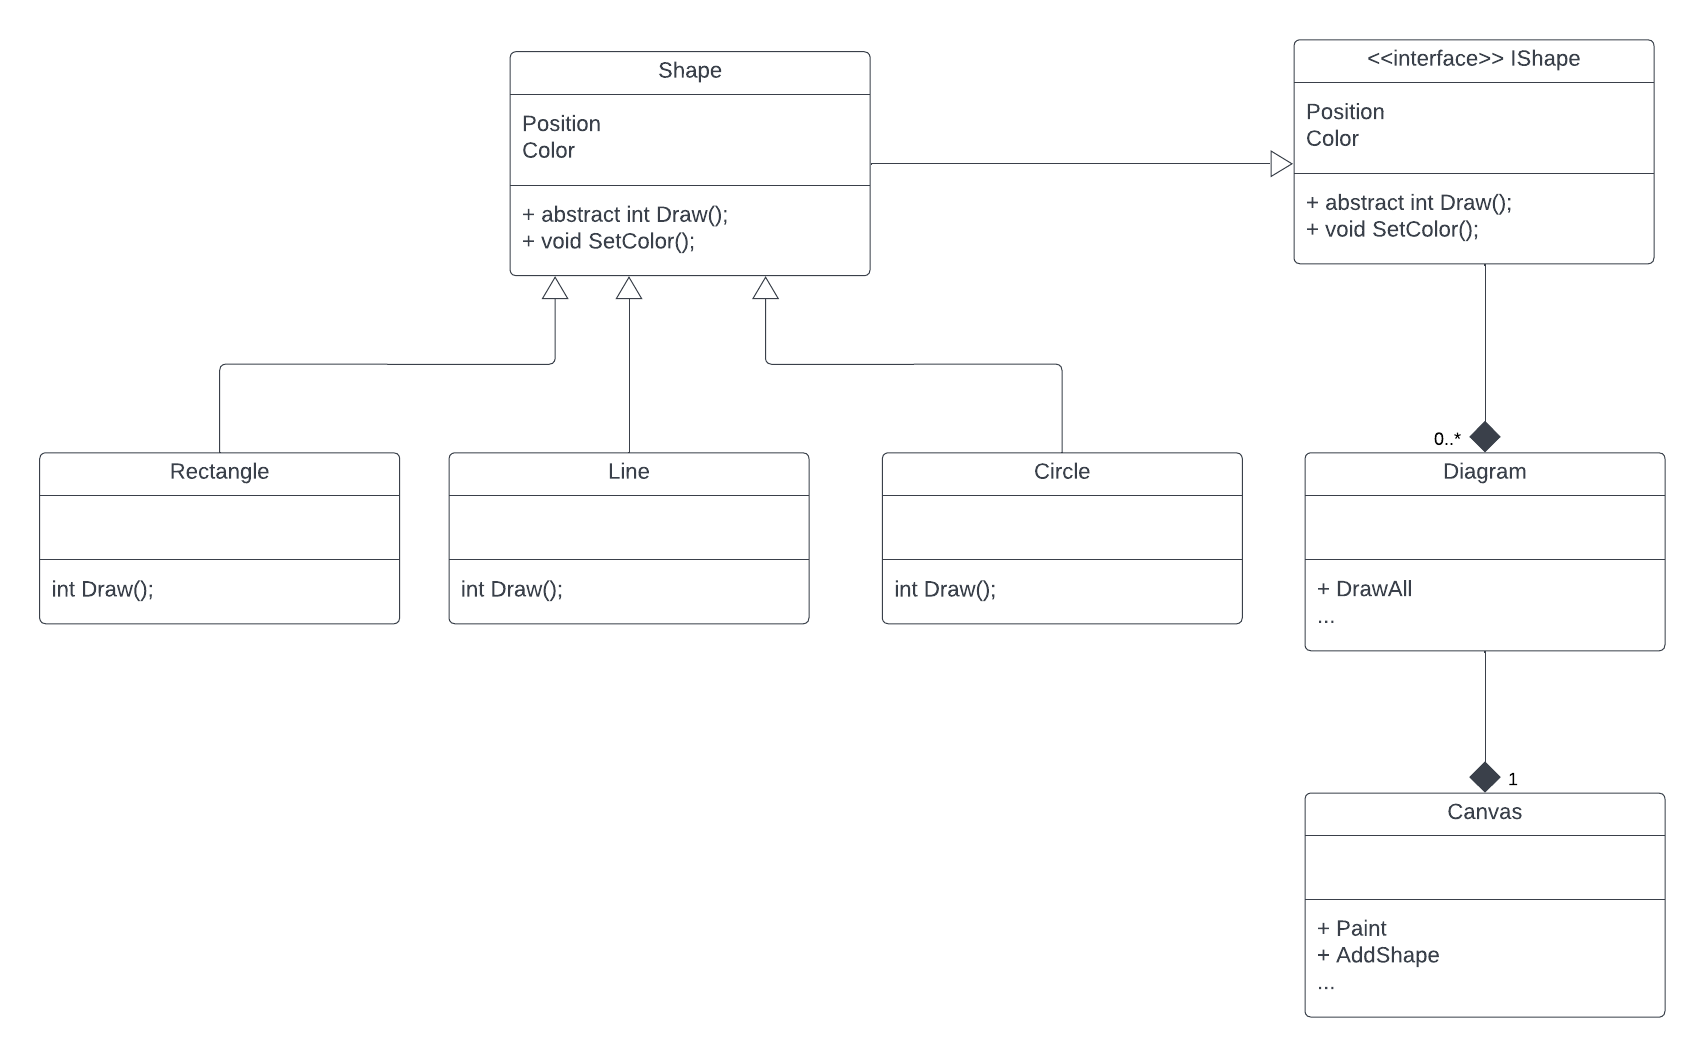 Shape
Position
Color
+ abstract int Draw();
+ void SetColor();
<<interface>> IShape
Position
Color
+ abstract int Draw();
+ void SetColor();
Rectangle
int Draw();
Line
int Draw();
Circle
int Draw();
0..*
Diagram
+ DrawAll
...
1
Canvas
+ Paint
+ AddShape
...